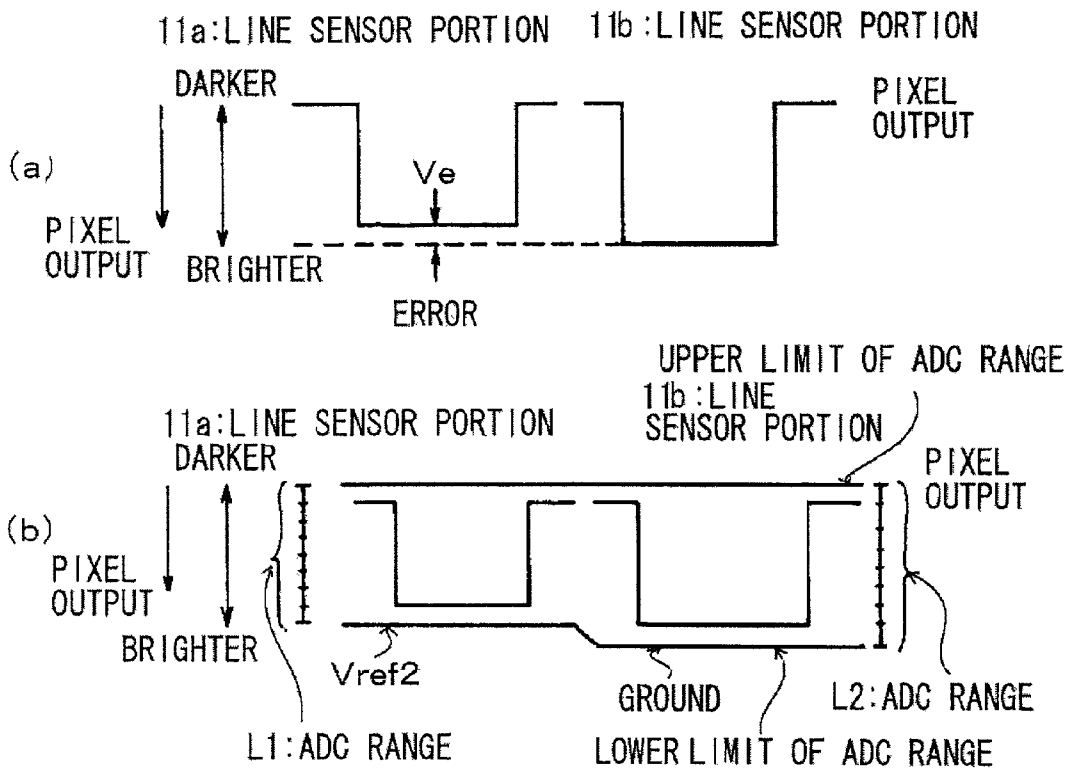 11a:LINE SENSOR PORTION 11b:LINE SENSOR PORTION
DARKER
PIXEL
OUTPUT
(a)
Ve
PIXEL
OUTPUT
BRIGHTER
ERROR
UPPER LIMIT OF ADC RANGE
11a:LINE SENSOR PORTION
11b:LINE
SENSOR PORTION
DARKER
PIXEL
OUTPUT
(b)
PIXEL
OUTPUT
BRIGHTER
Vref2
GROUND
L2:ADC RANGE
L1:ADC RANGE
LOWER LIMIT OF ADC RANGE